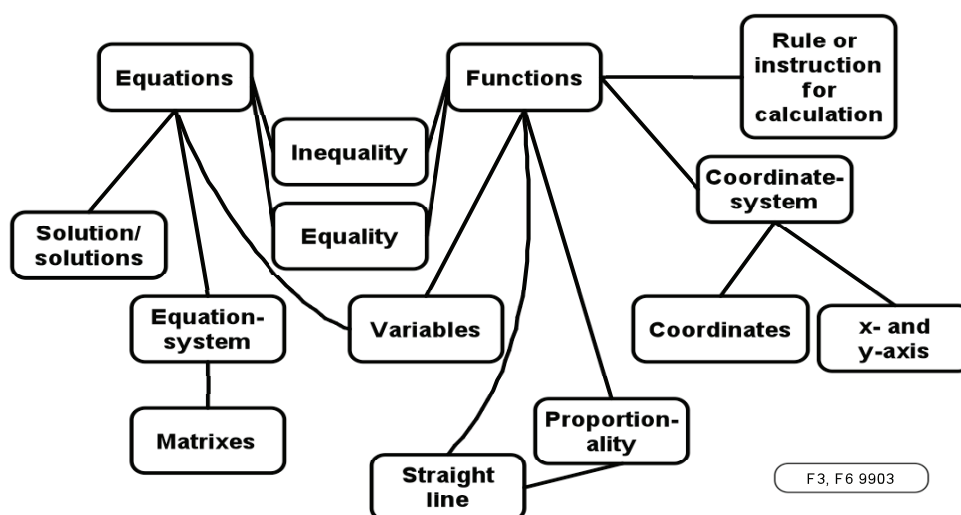 Equations
Functions
Rule or
instruction
for
calculation
Inequality
Coordinate-
system
Solution/
solutions
Equality
Equation-
system
Variables
Coordinates
x- and
y-axis
Matrixes
Proportion-
ality
Straight
line
F3, F6 9903